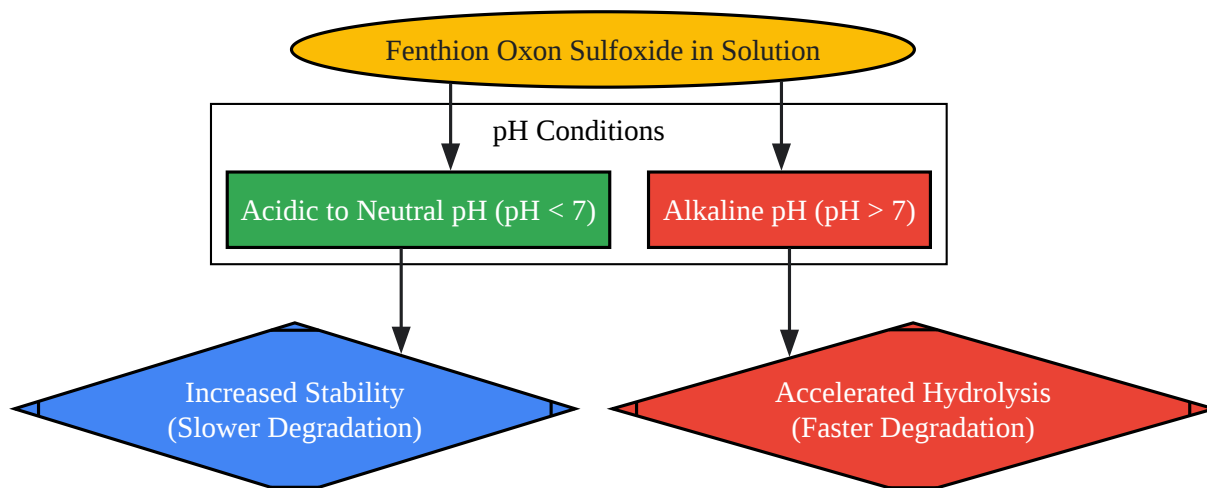 Fenthion Oxon Sulfoxide in Solution
pH Conditions
Acidic to Neutral pH (pH < 7)
Alkaline pH (pH > 7)
Increased Stability
(Slower Degradation)
Accelerated Hydrolysis
(Faster Degradation)